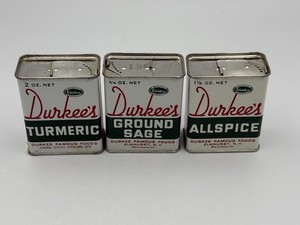 2 OZ. NET
Durkee's
TURMERIC
DURKEE FAMOUS FOODS
¾ OZ. NET
Durkee's
GROUND
SAGE
DURKEE FAMOUS FOODS
ELMHURST, N.Y.
1½ OZ. NET
Durkee's
ALLSPICE
DURKEE FAMOUS FOODS
ELMHURST, N.Y.